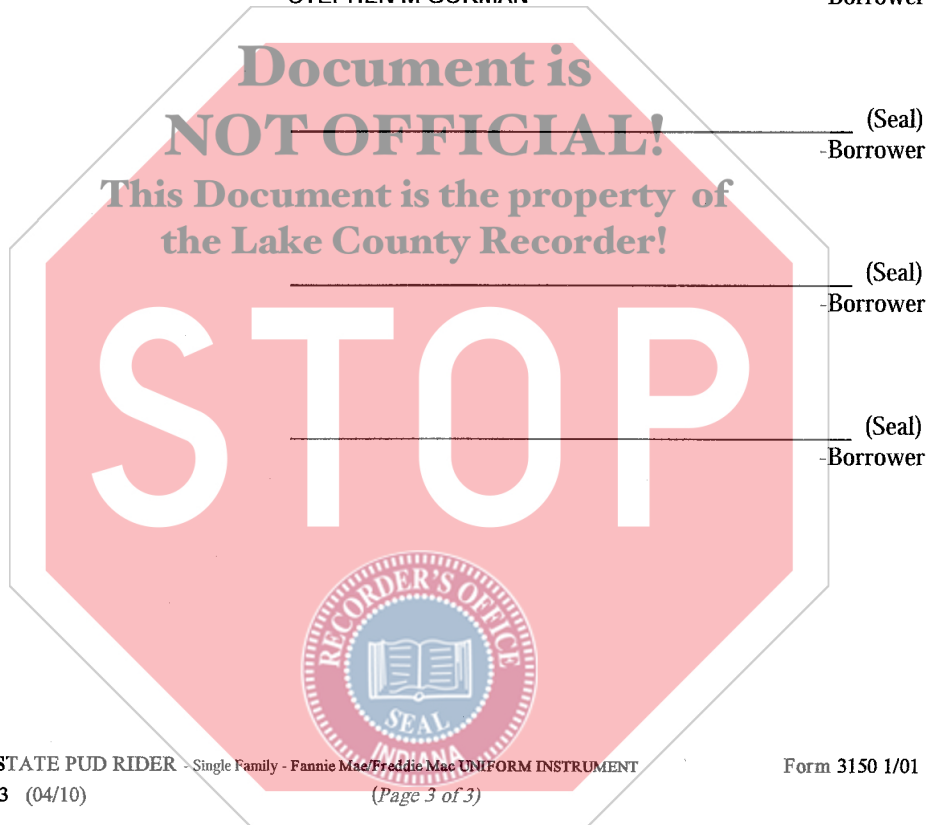 Borrower
Document is
NOT OFFICIAL!
(Seal)
-Borrower
This Document is the property of
the Lake County Recorder!
(Seal)
-Borrower
STOP
(Seal)
-Borrower
RECORDER'S OFFICE
SEAL
INDIANA
STATE PUD RIDER - Single Family - Fannie Mae/Freddie Mac UNIFORM INSTRUMENT Form 3150 1/01
3 (04/10) (Page 3 of 3)